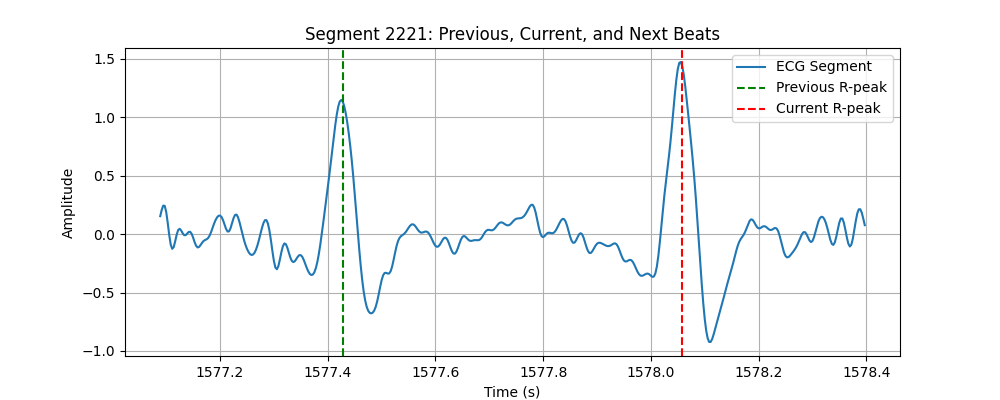 Segment 2221: Previous, Current, and Next Beats
ECG Segment
Previous R-peak
Current R-peak
Amplitude
1.5
1.0
0.5
0.0
−0.5
−1.0
1577.2 1577.4 1577.6 1577.8 1578.0 1578.2 1578.4
Time (s)